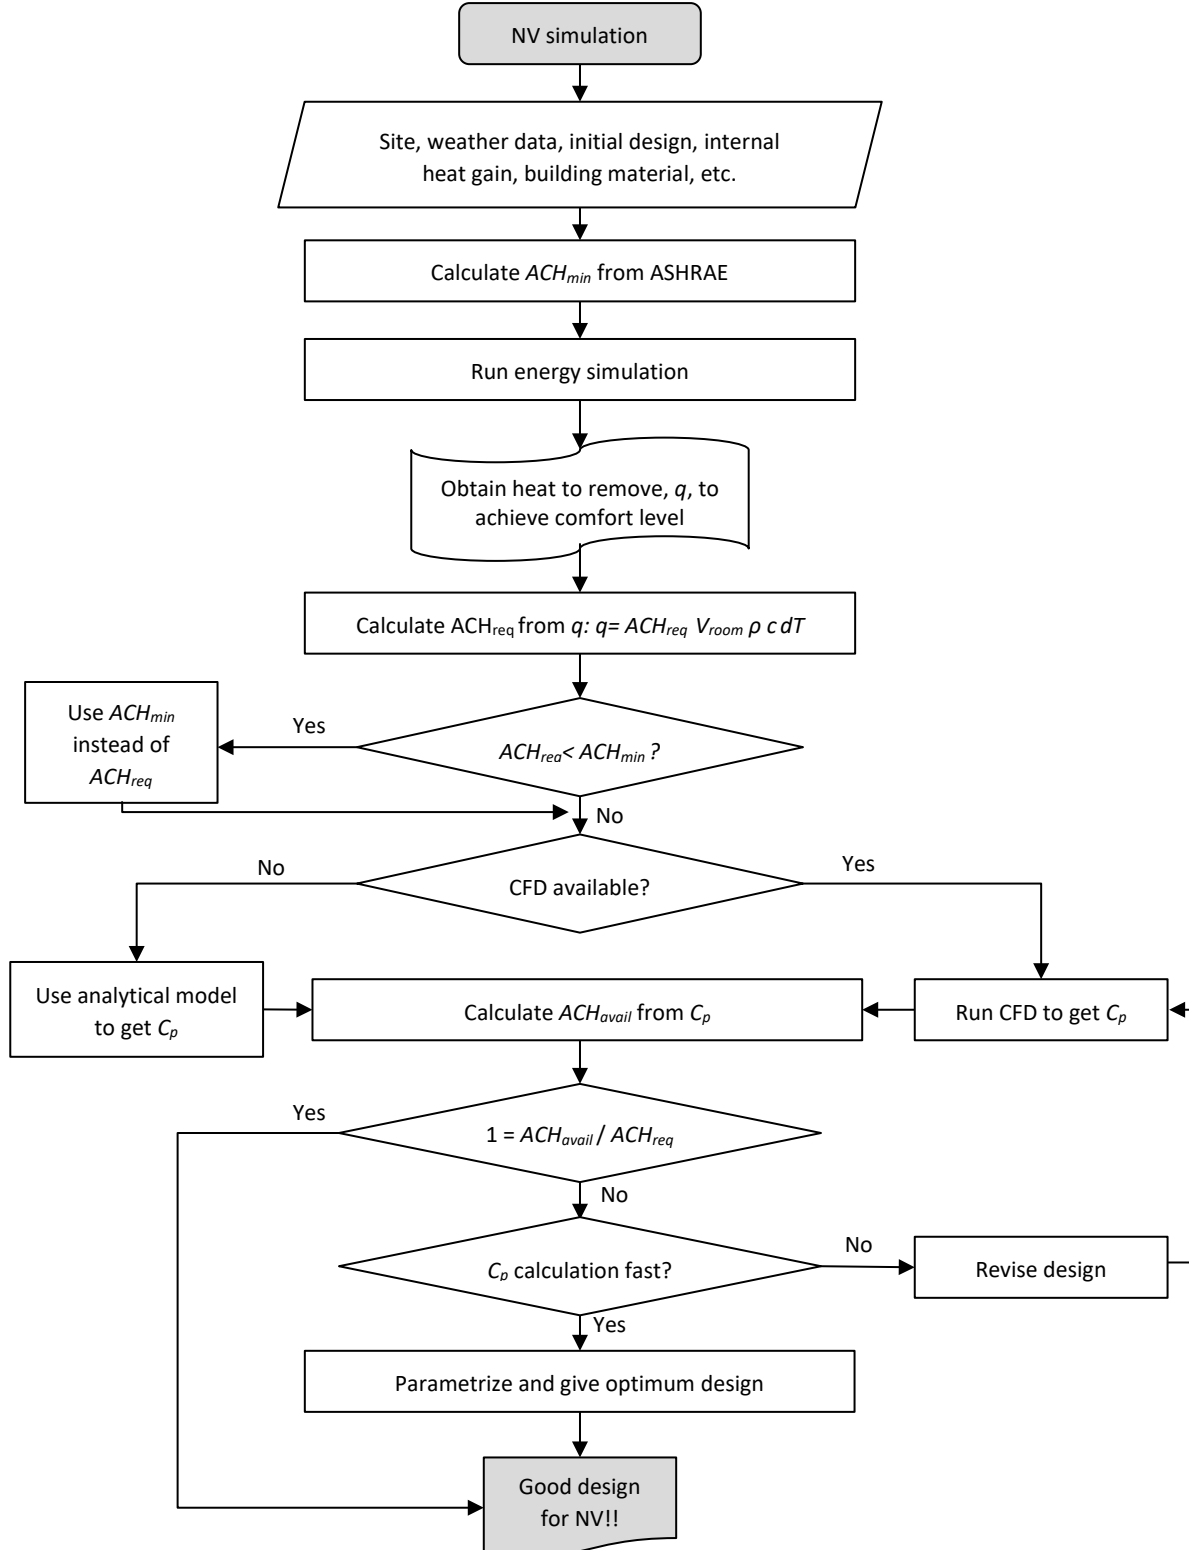 NV simulation
Site, weather data, initial design, internal
heat gain, building material, etc.
Calculate ACHmin from ASHRAE
Run energy simulation
Obtain heat to remove, q, to
achieve comfort level
Calculate ACHreq from q: q= ACHreq Vroom ρ c dT
Use ACHmin
instead of
ACHreq
Yes
ACHreq< ACHmin ?
No
No
CFD available?
Yes
Use analytical model
to get Cp
Calculate ACHavail from Cp
Run CFD to get Cp
Yes
1 = ACHavail / ACHreq
No
Cp calculation fast?
No
Revise design
Yes
Parametrize and give optimum design
Good design
for NV!!